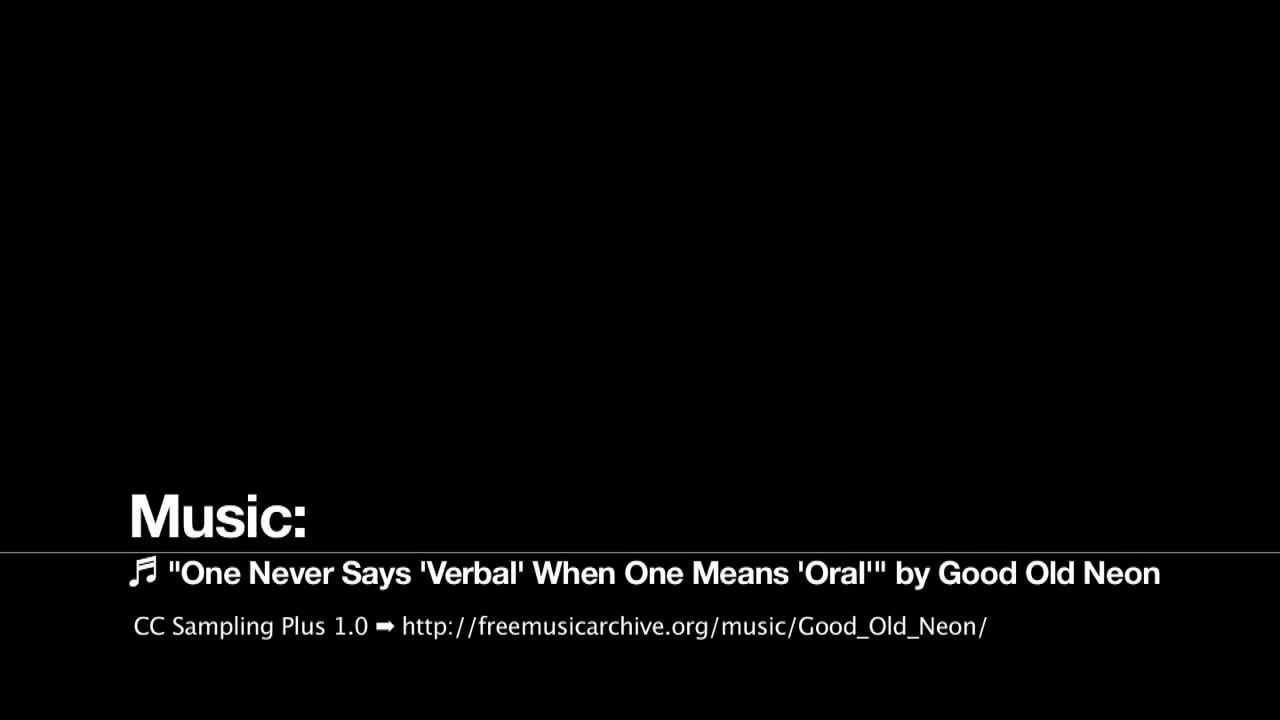 Music:
🎵 "One Never Says 'Verbal' When One Means 'Oral'" by Good Old Neon
CC Sampling Plus 1.0 ➡ http://freemusicarchive.org/music/Good_Old_Neon/